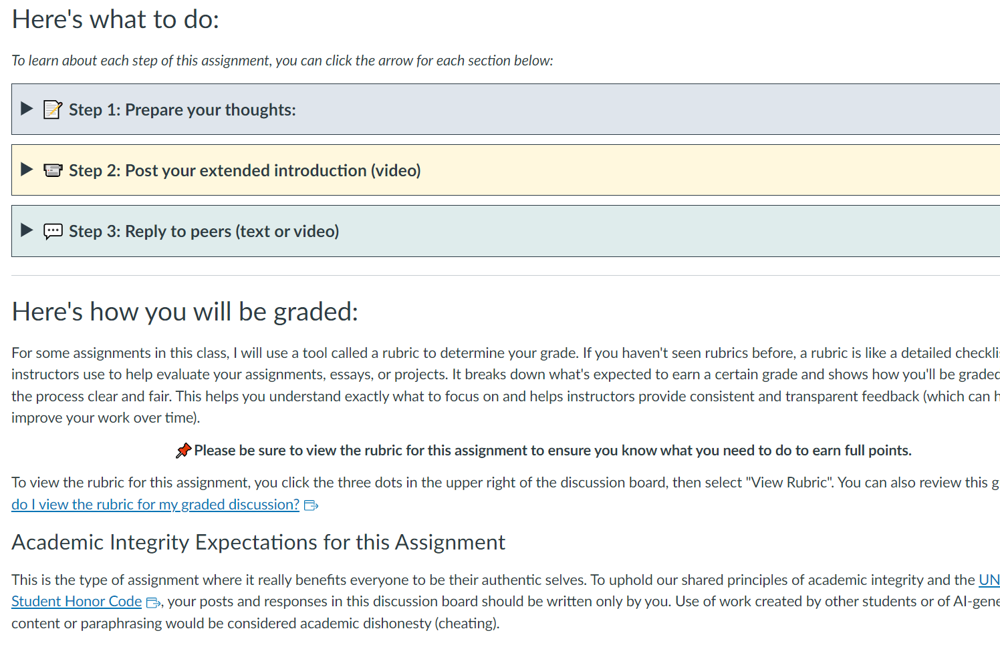 Here's what to do:
To learn about each step of this assignment, you can click the arrow for each section below:
Step 1: Prepare your thoughts:
Step 2: Post your extended introduction (video)
Step 3: Reply to peers (text or video)
Here's how you will be graded:
For some assignments in this class, I will use a tool called a rubric to determine your grade. If you haven't seen rubrics before, a rubric is like a detailed
instructors use to help evaluate your assignments, essays, or projects. It breaks down what's expected to earn a certain grade and shows how you'll be graded
the process clear and fair. This helps you understand exactly what to focus on and helps instructors provide consistent and transparent feedback (which can
improve your work over time).
Please be sure to view the rubric for this assignment to ensure you know what you need to do to earn full points.
To view the rubric for this assignment, you click the three dots in the upper right of the discussion board, then select "View Rubric". You can also review this
do I view the rubric for my graded discussion?
Academic Integrity Expectations for this Assignment
This is the type of assignment where it really benefits everyone to be their authentic selves. To uphold our shared principles of academic integrity and the
Student Honor Code , your posts and responses in this discussion board should be written only by you. Use of work created by other students or of
content or paraphrasing would be considered academic dishonesty (cheating).